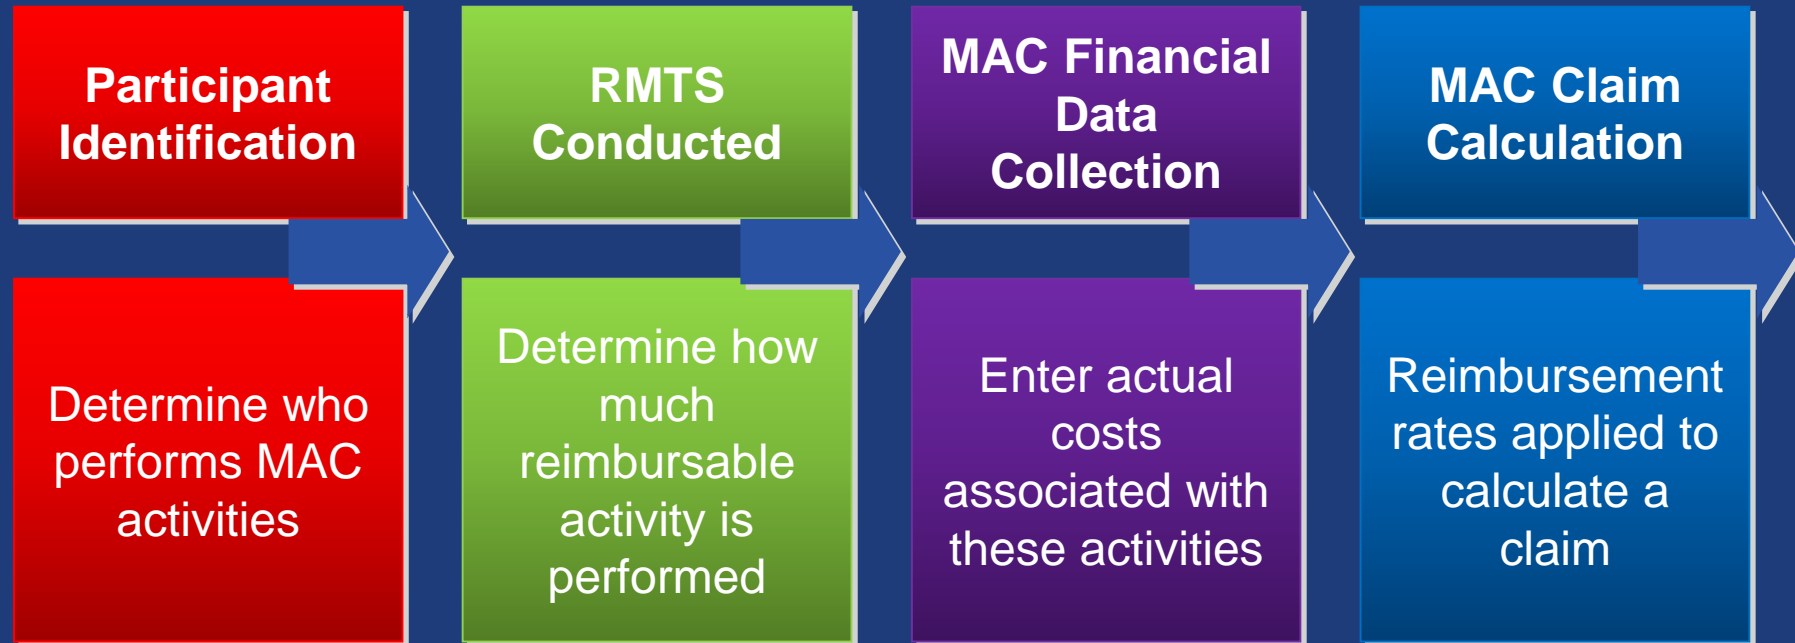 Participant
Identification
RMTS
Conducted
MAC Financial
Data
Collection
MAC Claim
Calculation
Determine who
performs MAC
activities
Determine how
much
reimbursable
activity is
performed
Enter actual
costs
associated with
these activities
Reimbursement
rates applied to
calculate a
claim